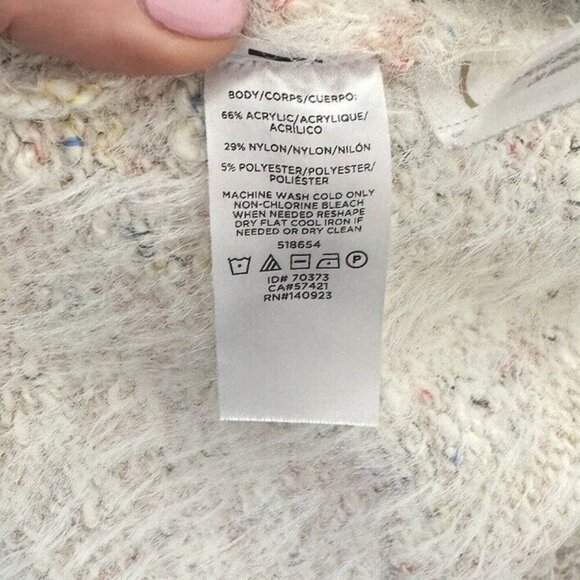 BODY/CORPS/CUERPO:
66% ACRYLIC/ACRYLIQUE/
ACRÍLICO
29% NYLON/NYLON/NILÓN
5% POLYESTER/POLYESTER/
POLIÉSTER
MACHINE WASH COLD ONLY
NON-CHLORINE BLEACH
WHEN NEEDED RESHAPE
DRY FLAT COOL IRON IF
NEEDED OR DRY CLEAN
518654
P
ID# 70373
CA#57421
RN#140923